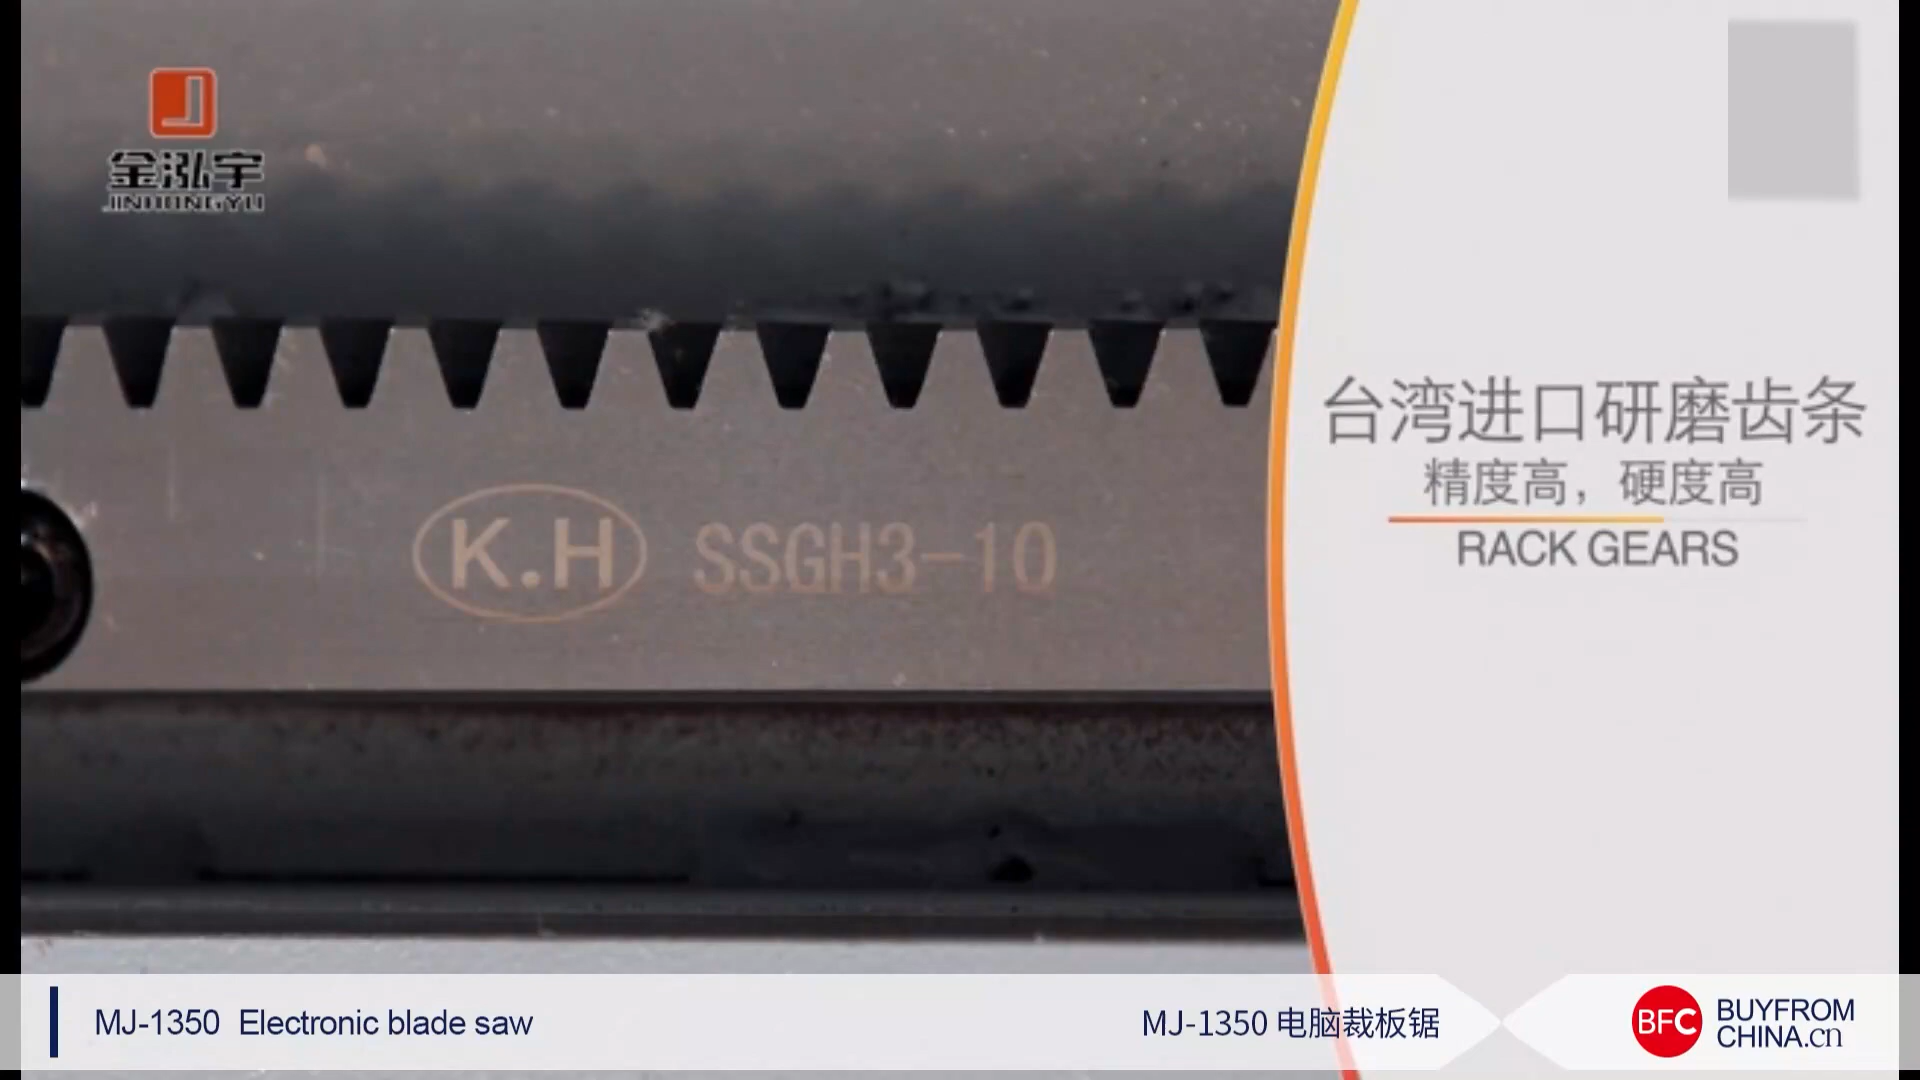 金泓宇
JINHONGYU
K.H SSGH3-10
台湾进口研磨齿条
精度高，硬度高
RACK GEARS
MJ-1350 Electronic blade saw
MJ-1350 电脑裁板锯
BFC
BUYFROM
CHINA.cn